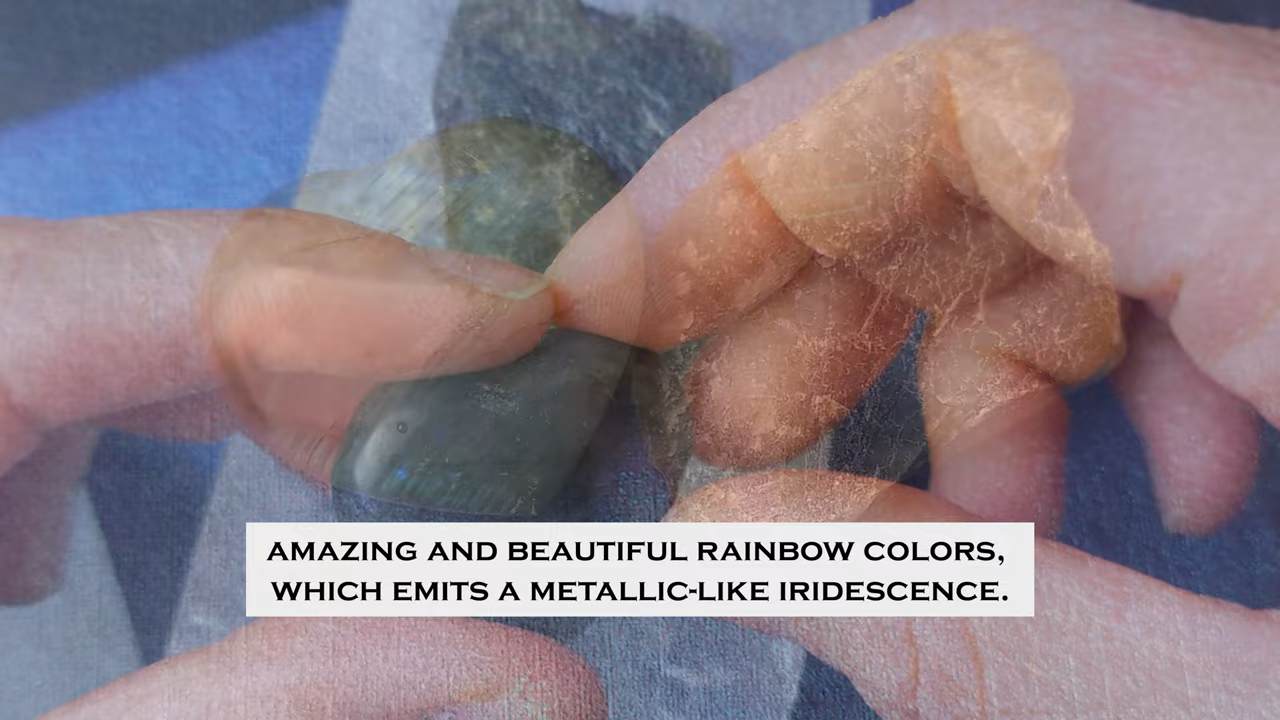 AMAZING AND BEAUTIFUL RAINBOW COLORS,
WHICH EMITS A METALLIC-LIKE IRIDESCENCE.